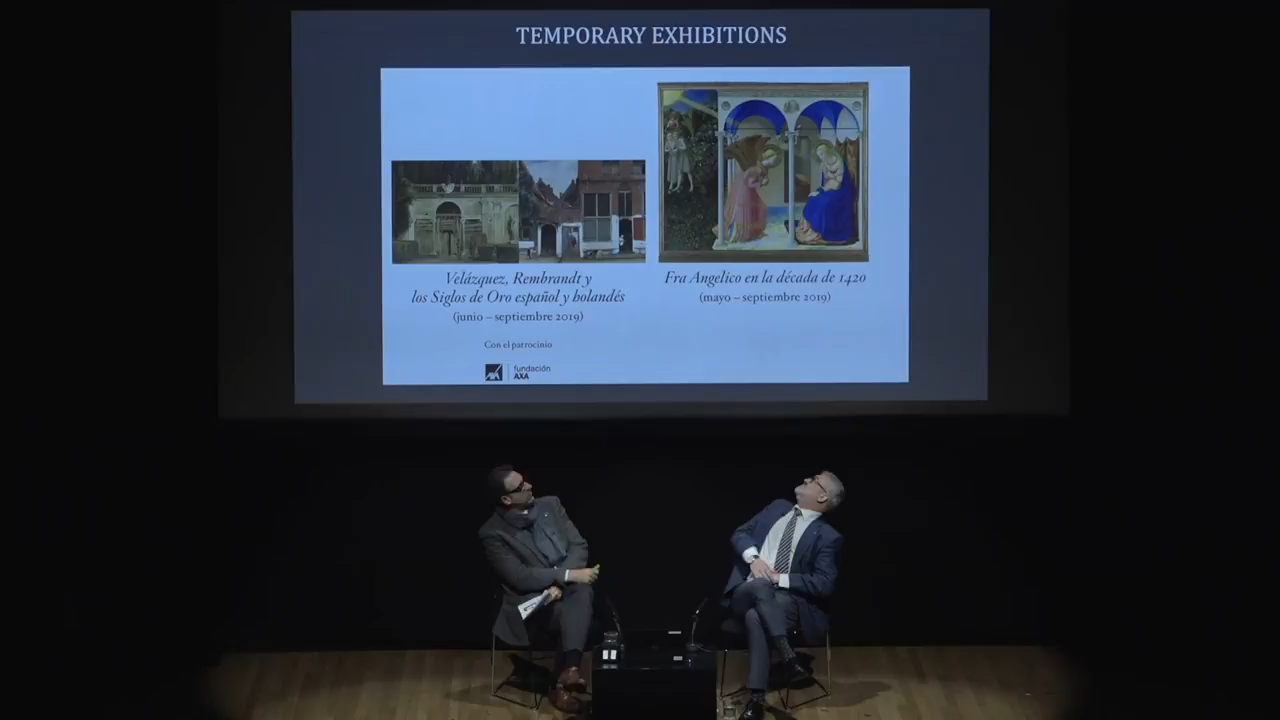 TEMPORARY EXHIBITIONS
Velázquez, Rembrandt y
los Siglos de Oro español y holandés
(junio – septiembre 2019)
Con el patrocinio
fundación
AXA
Fra Angelico en la década de 1420
(mayo – septiembre 2019)